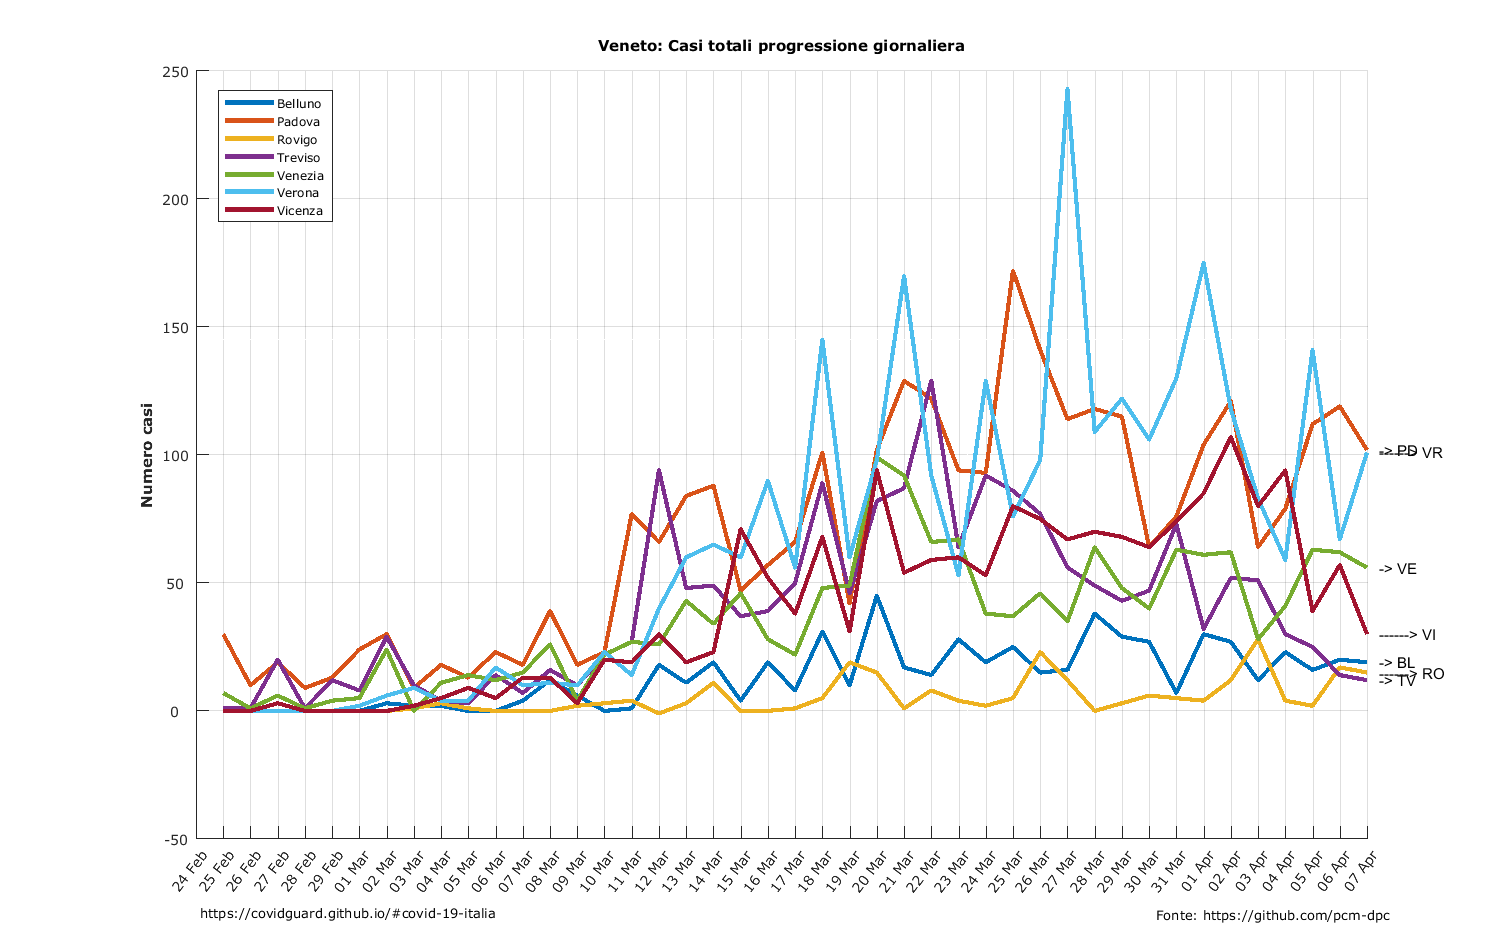 Veneto: Casi totali progressione giornaliera
250
200
150
100
50
0
-50
Numero casi
Belluno
Padova
Rovigo
Treviso
Venezia
Verona
Vicenza
-> PD
------> VR
-> VE
------> VI
-> BL
------> RO
-> TV
24 Feb
25 Feb
26 Feb
27 Feb
28 Feb
29 Feb
01 Mar
02 Mar
03 Mar
04 Mar
05 Mar
06 Mar
07 Mar
08 Mar
09 Mar
10 Mar
11 Mar
12 Mar
13 Mar
14 Mar
15 Mar
16 Mar
17 Mar
18 Mar
19 Mar
20 Mar
21 Mar
22 Mar
23 Mar
24 Mar
25 Mar
26 Mar
27 Mar
28 Mar
29 Mar
30 Mar
31 Mar
01 Apr
02 Apr
03 Apr
04 Apr
05 Apr
06 Apr
07 Apr
https://covidguard.github.io/#covid-19-italia
Fonte: https://github.com/pcm-dpc